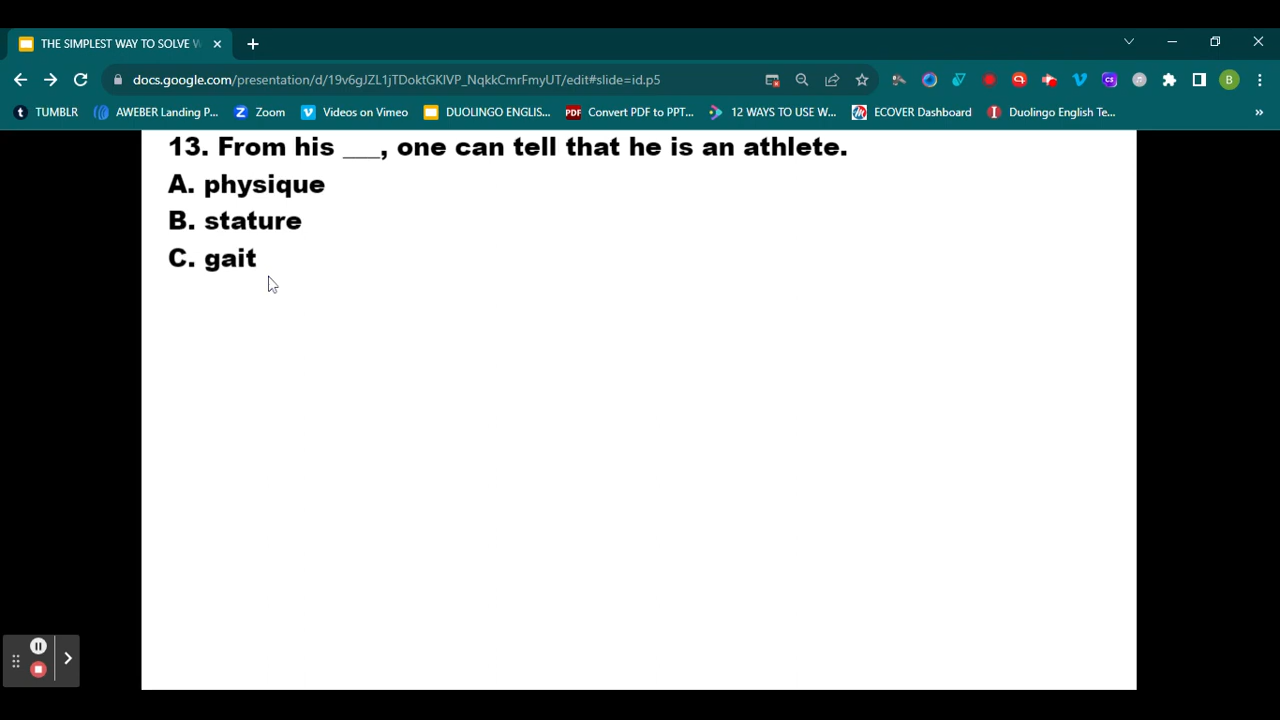 THE SIMPLEST WAY TO SOLVE W
docs.google.com/presentation/d/19v6gJZL1jTDoktGKlVP_NqkkCmrFmyUT/edit#slide=id.p5
B
TUMBLR AWEBER Landing P... Zoom Videos on Vimeo DUOLINGO ENGLIS... PDF Convert PDF to PPT... 12 WAYS TO USE W... ECOVER Dashboard Duolingo English Te... »
13. From his ___, one can tell that he is an athlete.
A. physique
B. stature
C. gait